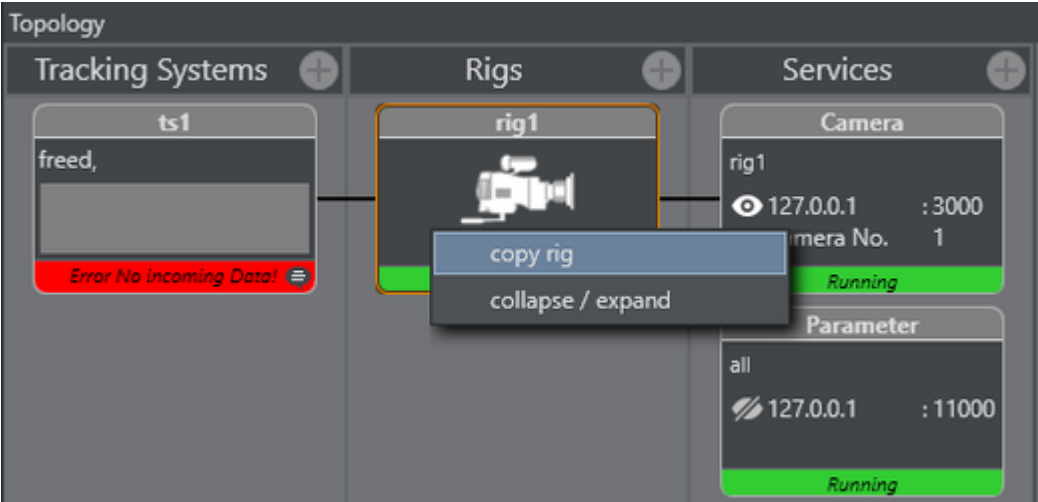 Topology
Tracking Systems
Rigs
Services
ts1
freed,
Error No incoming Data!
rig1
copy rig
collapse / expand
Camera
rig1
127.0.0.1 : 3000
mera No. 1
Running
Parameter
all
127.0.0.1 : 11000
Running